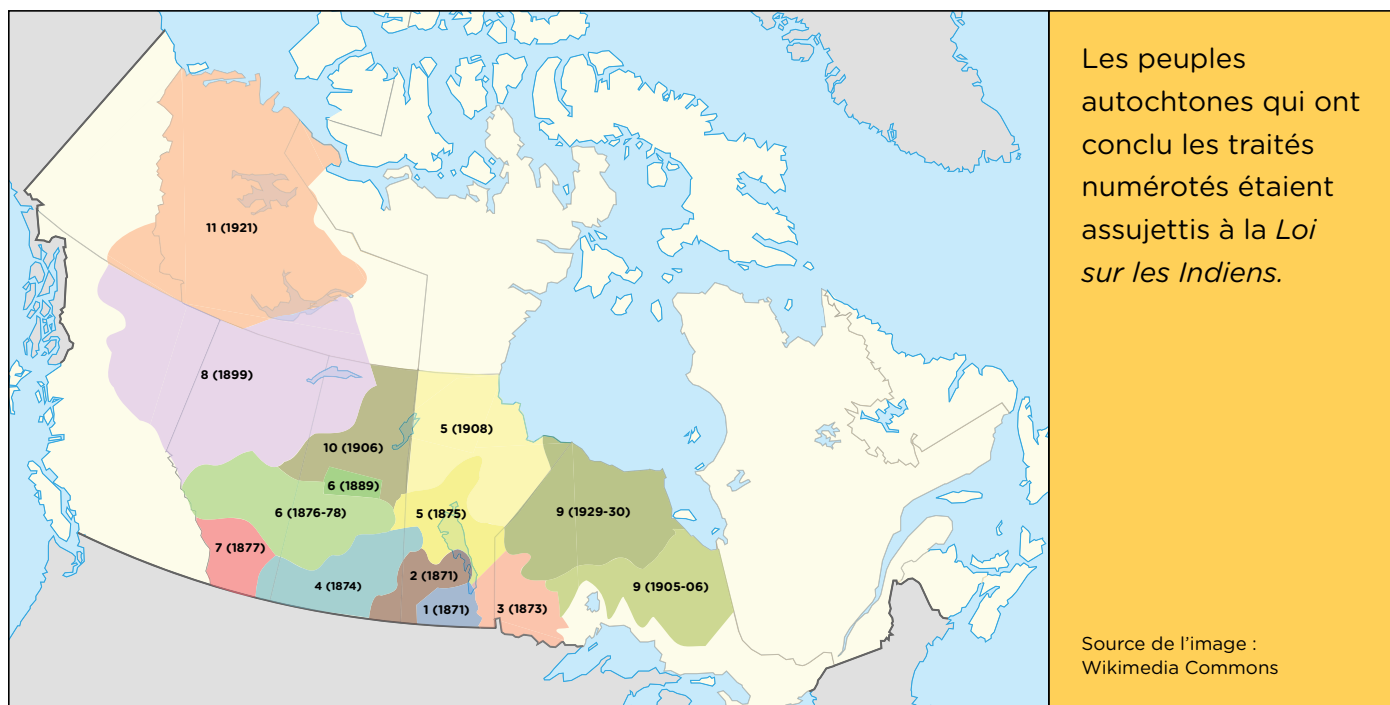 11 (1921)
8 (1899)
10 (1906)
5 (1908)
6 (1889)
6 (1876-78)
5 (1875)
9 (1929-30)
7 (1877)
4 (1874)
2 (1871)
9 (1905-06)
1 (1871)
3 (1873)
Les peuples
autochtones qui ont
conclu les traités
numérotés étaient
assujettis à la Loi
sur les Indiens.
Source de l’image :
Wikimedia Commons